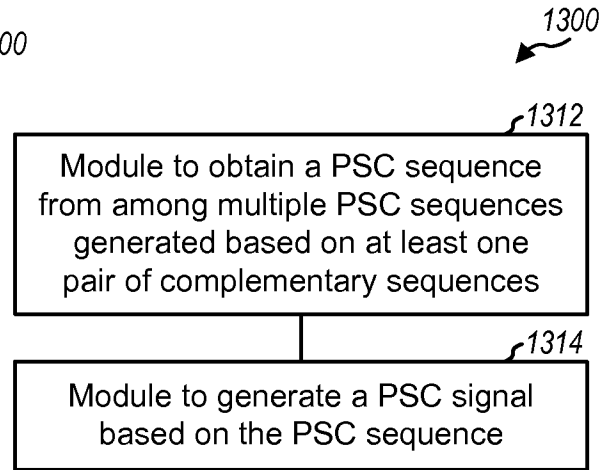 00
1300
1312
Module to obtain a PSC sequence
from among multiple PSC sequences
generated based on at least one
pair of complementary sequences
1314
Module to generate a PSC signal
based on the PSC sequence